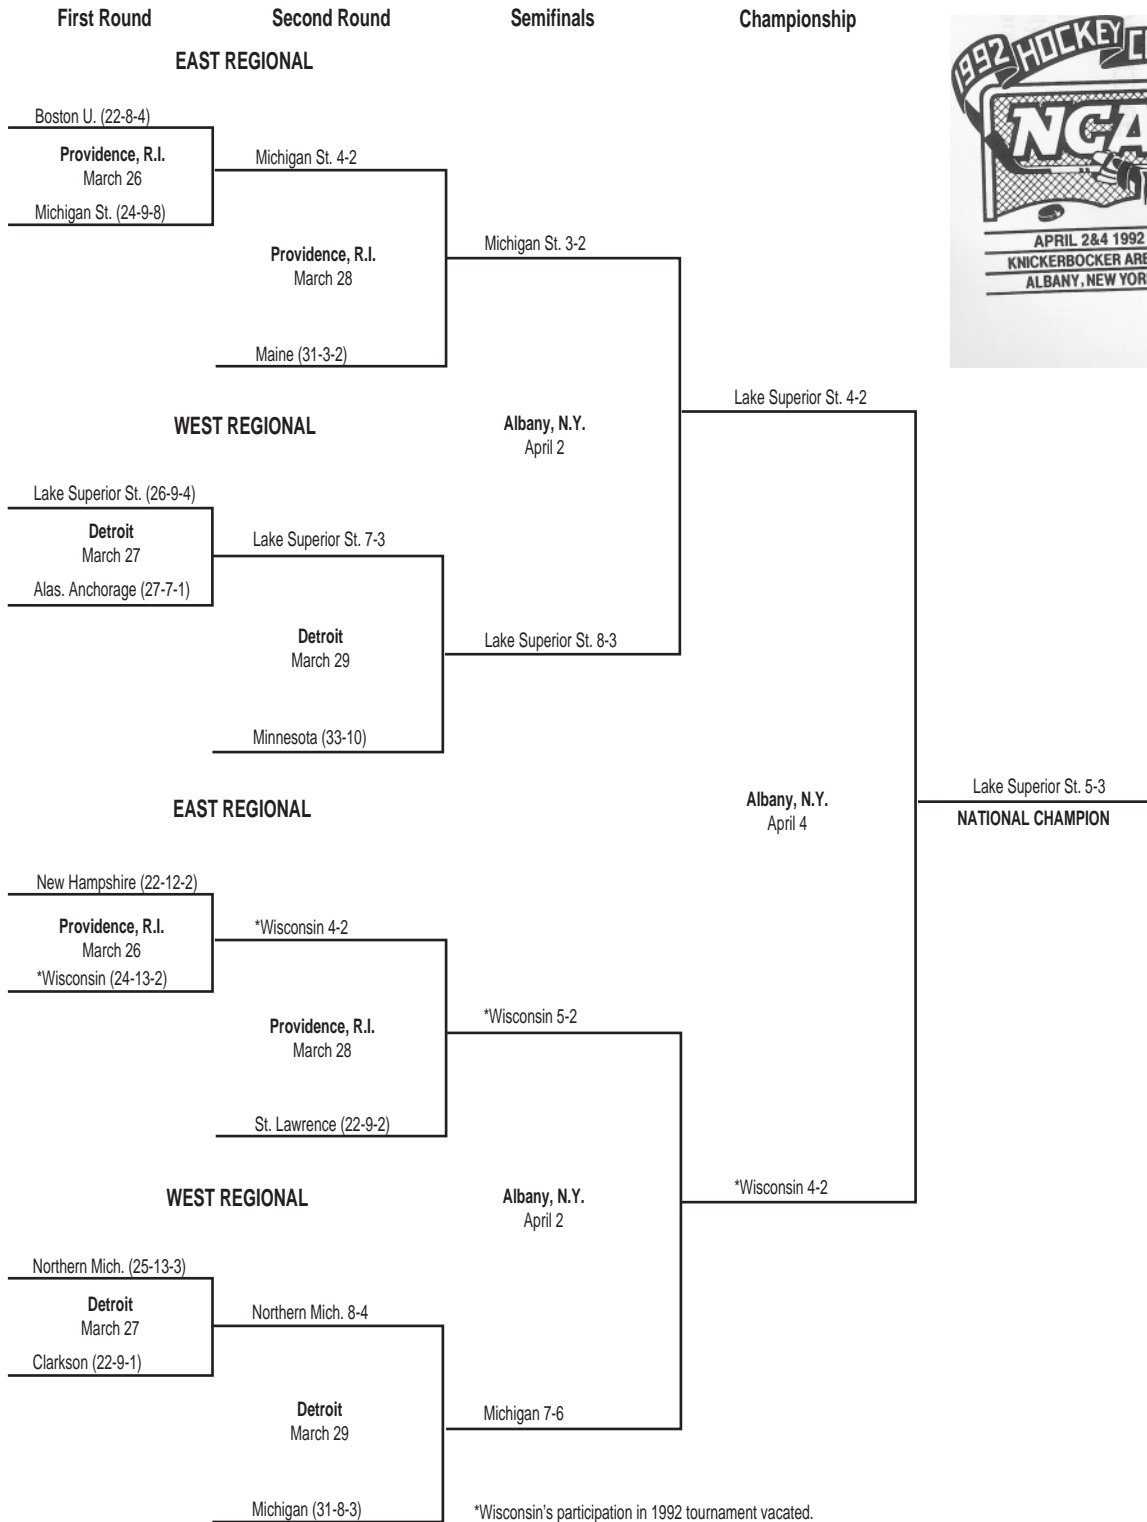 First Round
Second Round
Semifinals
Championship
EAST REGIONAL
Boston U. (22-8-4)
Providence, R.I.
March 26
Michigan St. (24-9-8)
Michigan St. 4-2
Providence, R.I.
March 28
Maine (31-3-2)
Michigan St. 3-2
WEST REGIONAL
Lake Superior St. (26-9-4)
Detroit
March 27
Alas. Anchorage (27-7-1)
Lake Superior St. 7-3
Detroit
March 29
Minnesota (33-10)
Lake Superior St. 8-3
Albany, N.Y.
April 2
Lake Superior St. 4-2
EAST REGIONAL
New Hampshire (22-12-2)
Providence, R.I.
March 26
*Wisconsin (24-13-2)
*Wisconsin 4-2
Providence, R.I.
March 28
St. Lawrence (22-9-2)
*Wisconsin 5-2
WEST REGIONAL
Northern Mich. (25-13-3)
Detroit
March 27
Clarkson (22-9-1)
Northern Mich. 8-4
Detroit
March 29
Michigan (31-8-3)
Michigan 7-6
Albany, N.Y.
April 2
*Wisconsin 4-2
Albany, N.Y.
April 4
Lake Superior St. 5-3
NATIONAL CHAMPION
*Wisconsin's participation in 1992 tournament vacated.
1992 HOCKEY
NCA
APRIL 2&4 1992
KNICKERBOCKER ARE
ALBANY, NEW YOR